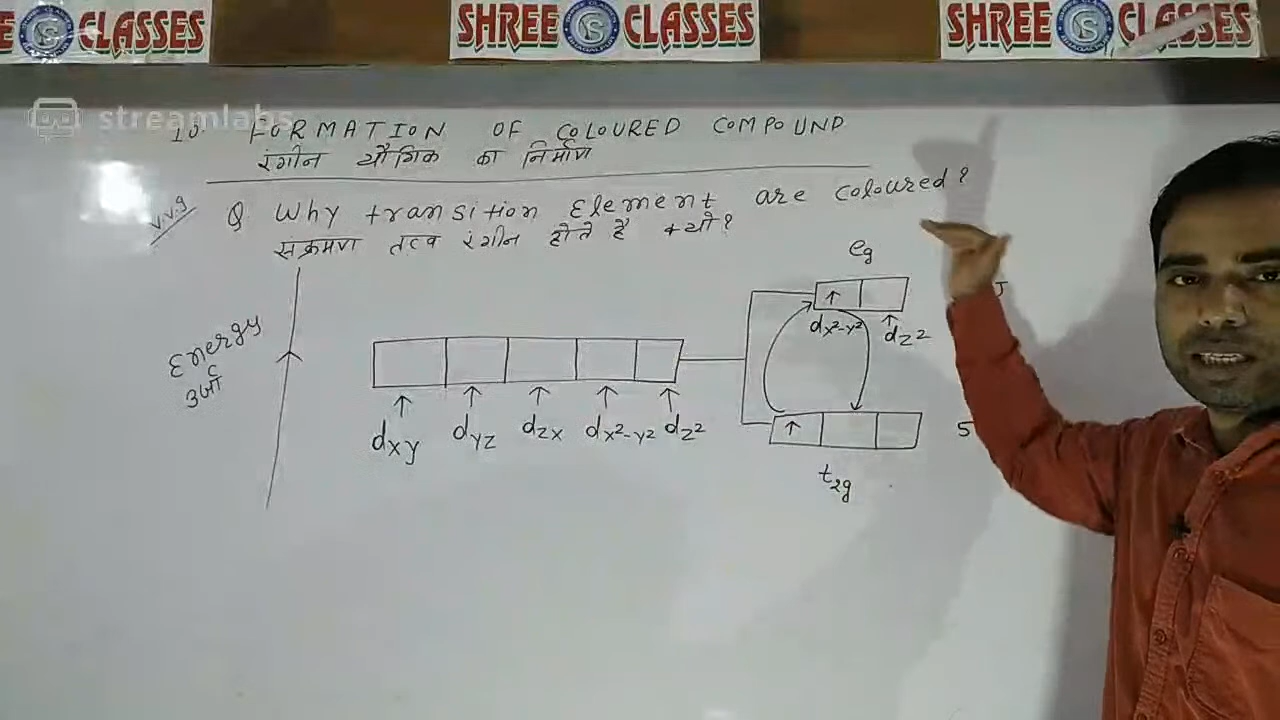 SHREE CLASSES
SHREE CLASSES
SHREE CLASSES
streamlabs
10. FORMATION OF COLOURED COMPOUND
रंगीन यौगिक का निर्माण
V.V.g Q Why transition Element are coloured?
संक्रमण तत्व रंगीन होते है क्यों?
Energy
ऊर्जा
eg
↑
dx²-y² dz²
dxy dyz dzx dx²-y² dz²
↑
t2g
5